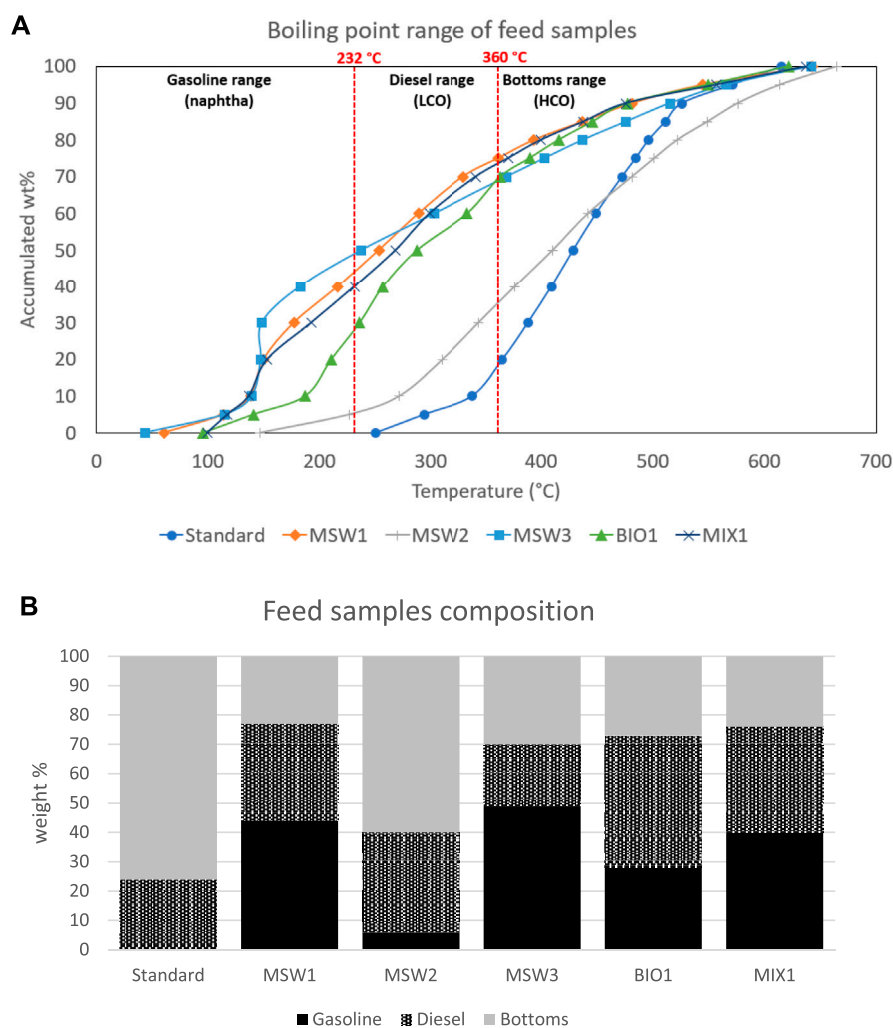 A
Boiling point range of feed samples
232 °C
360 °C
Gasoline range
(naphtha)
Diesel range
(LCO)
Bottoms range
(HCO)
100
90
80
70
60
50
40
30
20
10
0
Accumulated wt%
0 100 200 300 400 500 600 700
Temperature (°C)
Standard MSW1 MSW2 MSW3 BIO1 MIX1
B
Feed samples composition
100
90
80
70
60
50
40
30
20
10
0
weight %
Standard MSW1 MSW2 MSW3 BIO1 MIX1
Gasoline Diesel Bottoms